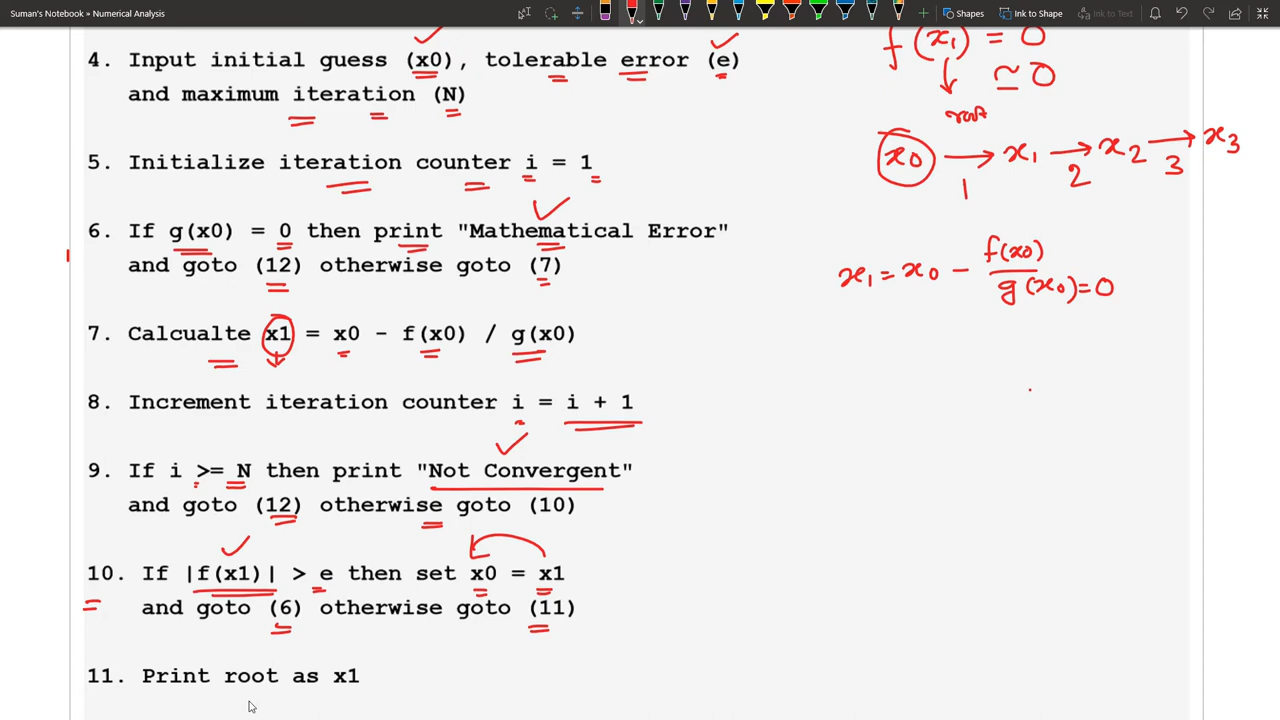 Suman's Notebook » Numerical Analysis
Shapes Ink to Shape Ink to Text
4. Input initial guess (x0), tolerable error (e)
and maximum iteration (N)
5. Initialize iteration counter i = 1
6. If g(x0) = 0 then print "Mathematical Error"
and goto (12) otherwise goto (7)
7. Calcualte x1 = x0 - f(x0) / g(x0)
8. Increment iteration counter i = i + 1
9. If i >= N then print "Not Convergent"
and goto (12) otherwise goto (10)
10. If |f(x1)| > e then set x0 = x1
and goto (6) otherwise goto (11)
11. Print root as x1
f(x1) = 0
≃ 0
root
x0 → x1 → x2 → x3
1 2 3
x1 = x0 - f(x0)
g(x0) = 0